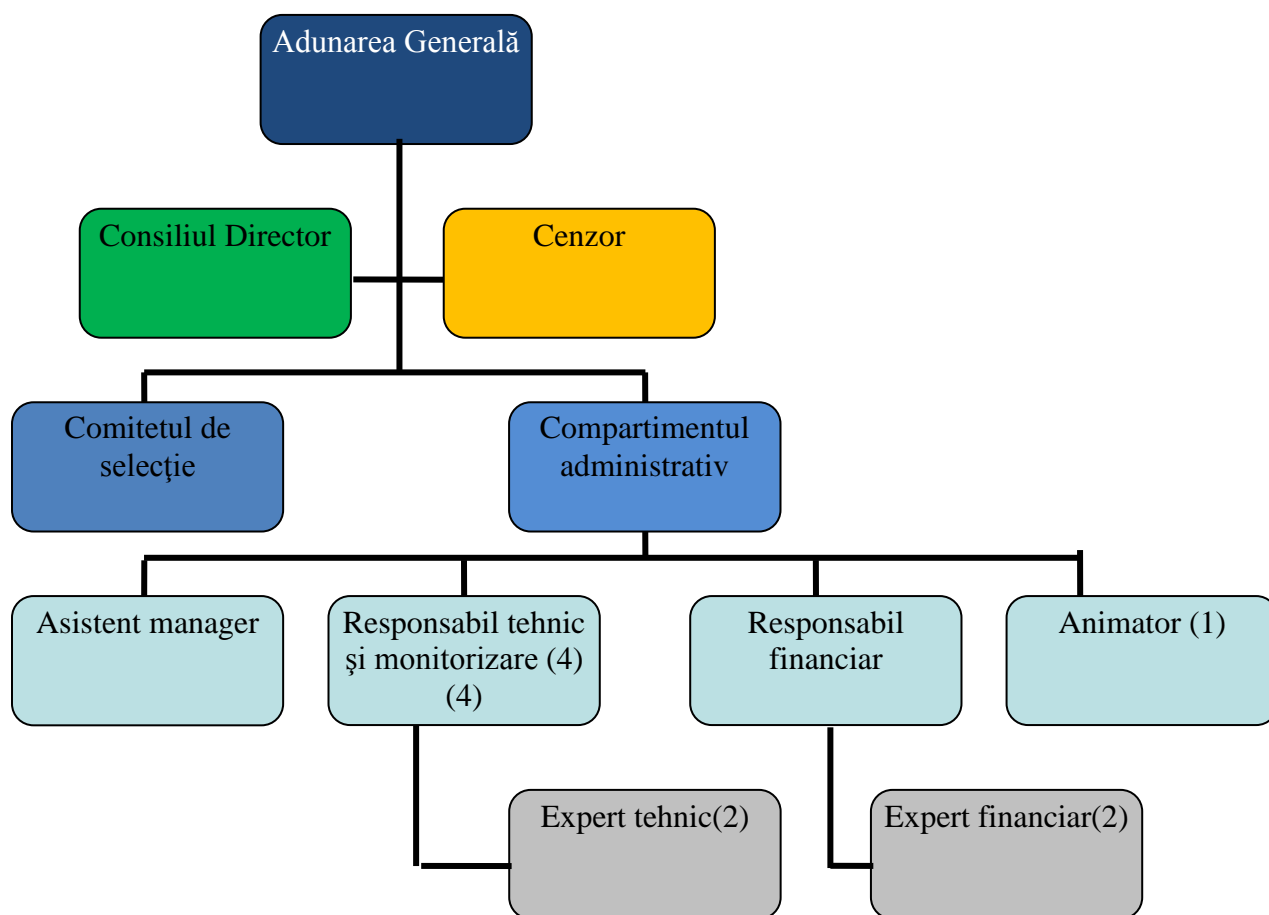 Adunarea Generală
Consiliul Director
Cenzor
Comitetul de
selecţie
Compartimentul
administrativ
Asistent manager
Responsabil tehnic
şi monitorizare (4)
(4)
Responsabil
financiar
Animator (1)
Expert tehnic(2)
Expert financiar(2)